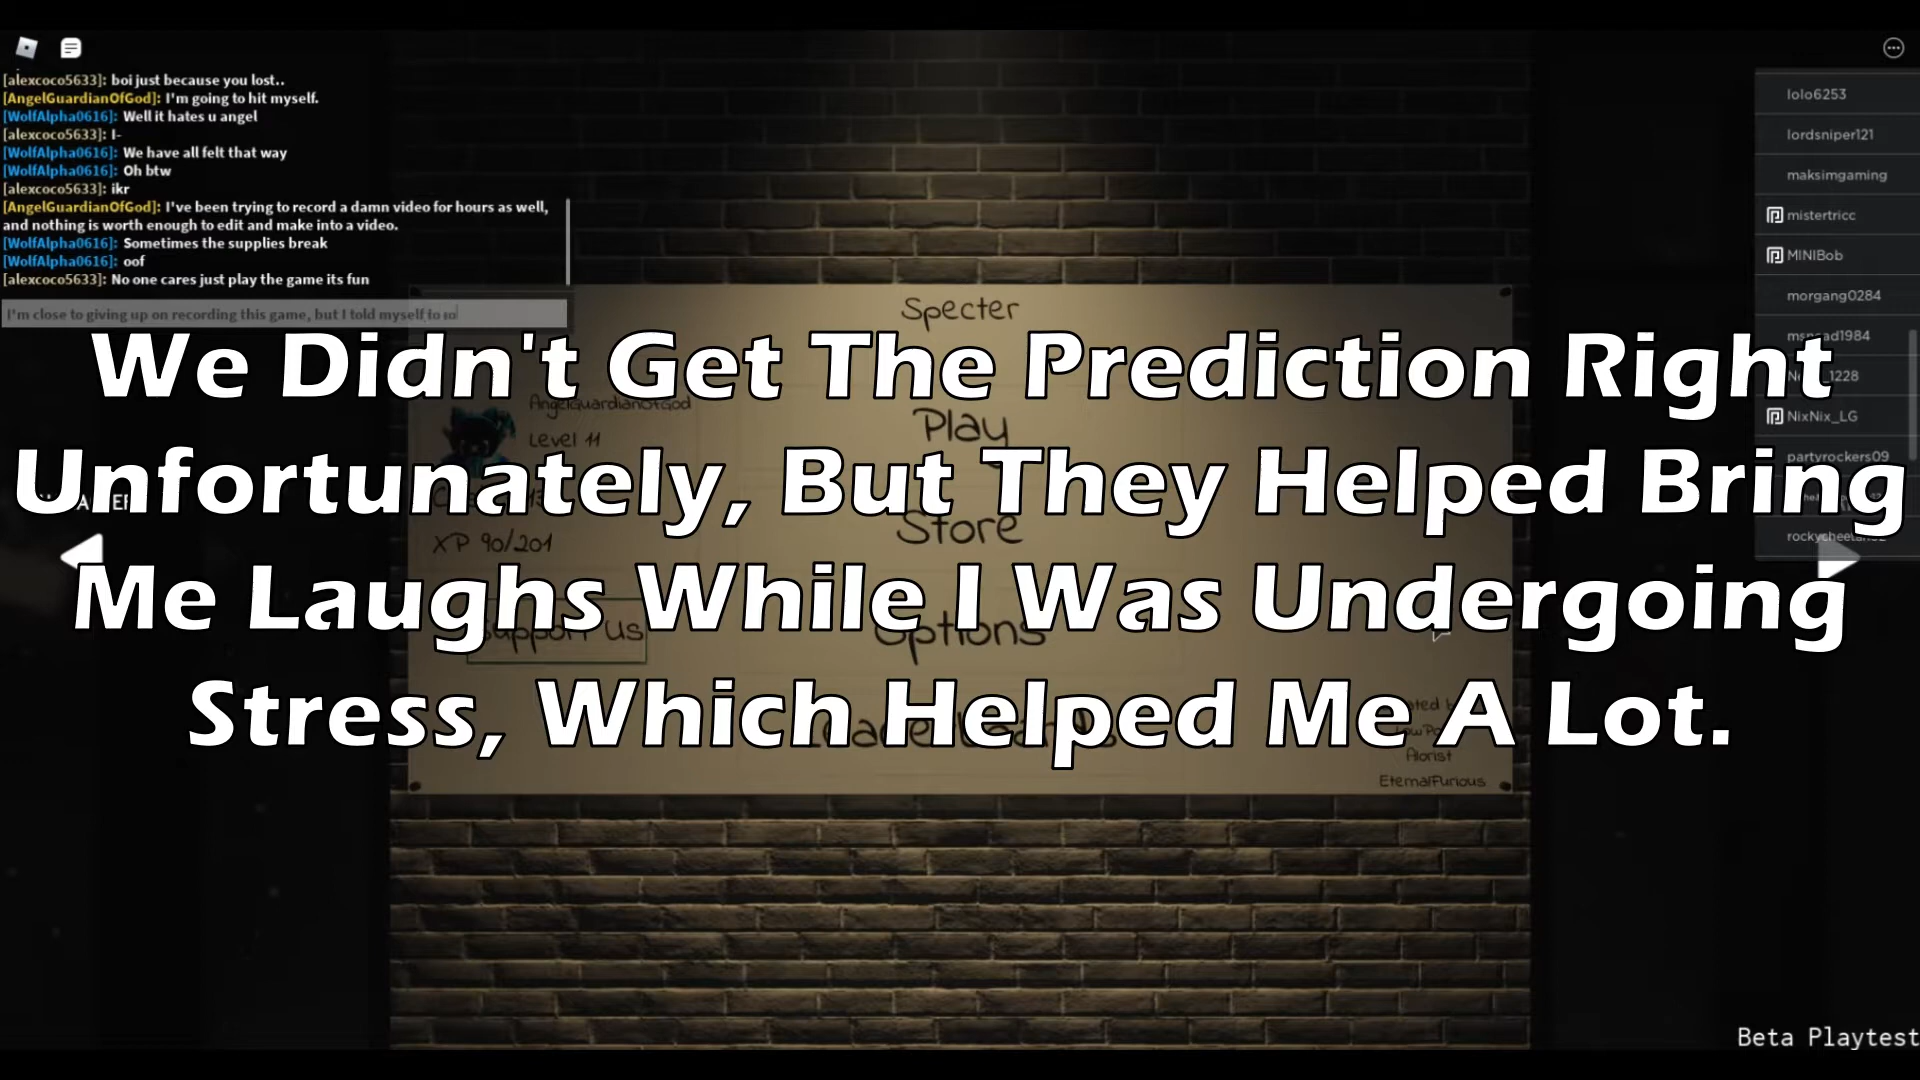 [alexcoco5633]: boi just because you lost..
[AngelGuardianOfGod]: I'm going to hit myself.
[WolfAlpha0616]: Well it hates u angel
[alexcoco5633]: I-
[WolfAlpha0616]: We have all felt that way
[WolfAlpha0616]: Oh btw
[alexcoco5633]: ikr
[AngelGuardianOfGod]: I've been trying to record a damn video for hours as well,
and nothing is worth enough to edit and make into a video.
[WolfAlpha0616]: Sometimes the supplies break
[WolfAlpha0616]: oof
[alexcoco5633]: No one cares just play the game its fun
I'm close to giving up on recording this game, but I told myself to
We Didn't Get The Prediction Right
Unfortunately, But They Helped Bring
Me Laughs While I Was Undergoing
Stress, Which Helped Me A Lot.
Specter
AngelGuardianOfGod
Level 11
XP 90/201
Support Us
Play
Store
Options
Leaderboards
Florist
EternalFurious
lolo6253
lordsniper121
maksimgaming
mistertricc
MINIBob
morgang0284
NixNix_LG
partyrockers09
Beta Playtest